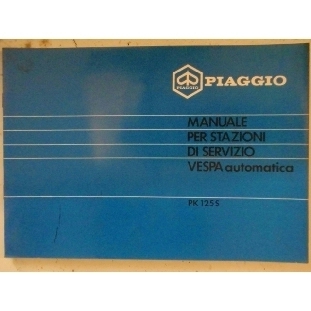 PIAGGIO
PIAGGIO
MANUALE
PER STAZIONI
DI SERVIZIO
VESPA automatica
PK 125 S